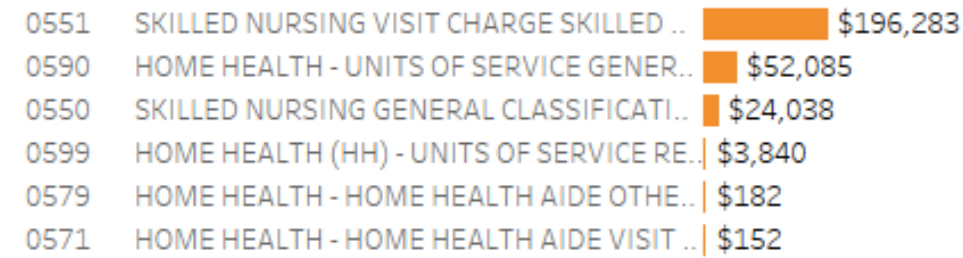 0551 SKILLED NURSING VISIT CHARGE SKILLED .. $196,283
0590 HOME HEALTH - UNITS OF SERVICE GENER.. $52,085
0550 SKILLED NURSING GENERAL CLASSIFICATI.. $24,038
0599 HOME HEALTH (HH) - UNITS OF SERVICE RE.. $3,840
0579 HOME HEALTH - HOME HEALTH AIDE OTHE.. $182
0571 HOME HEALTH - HOME HEALTH AIDE VISIT .. $152